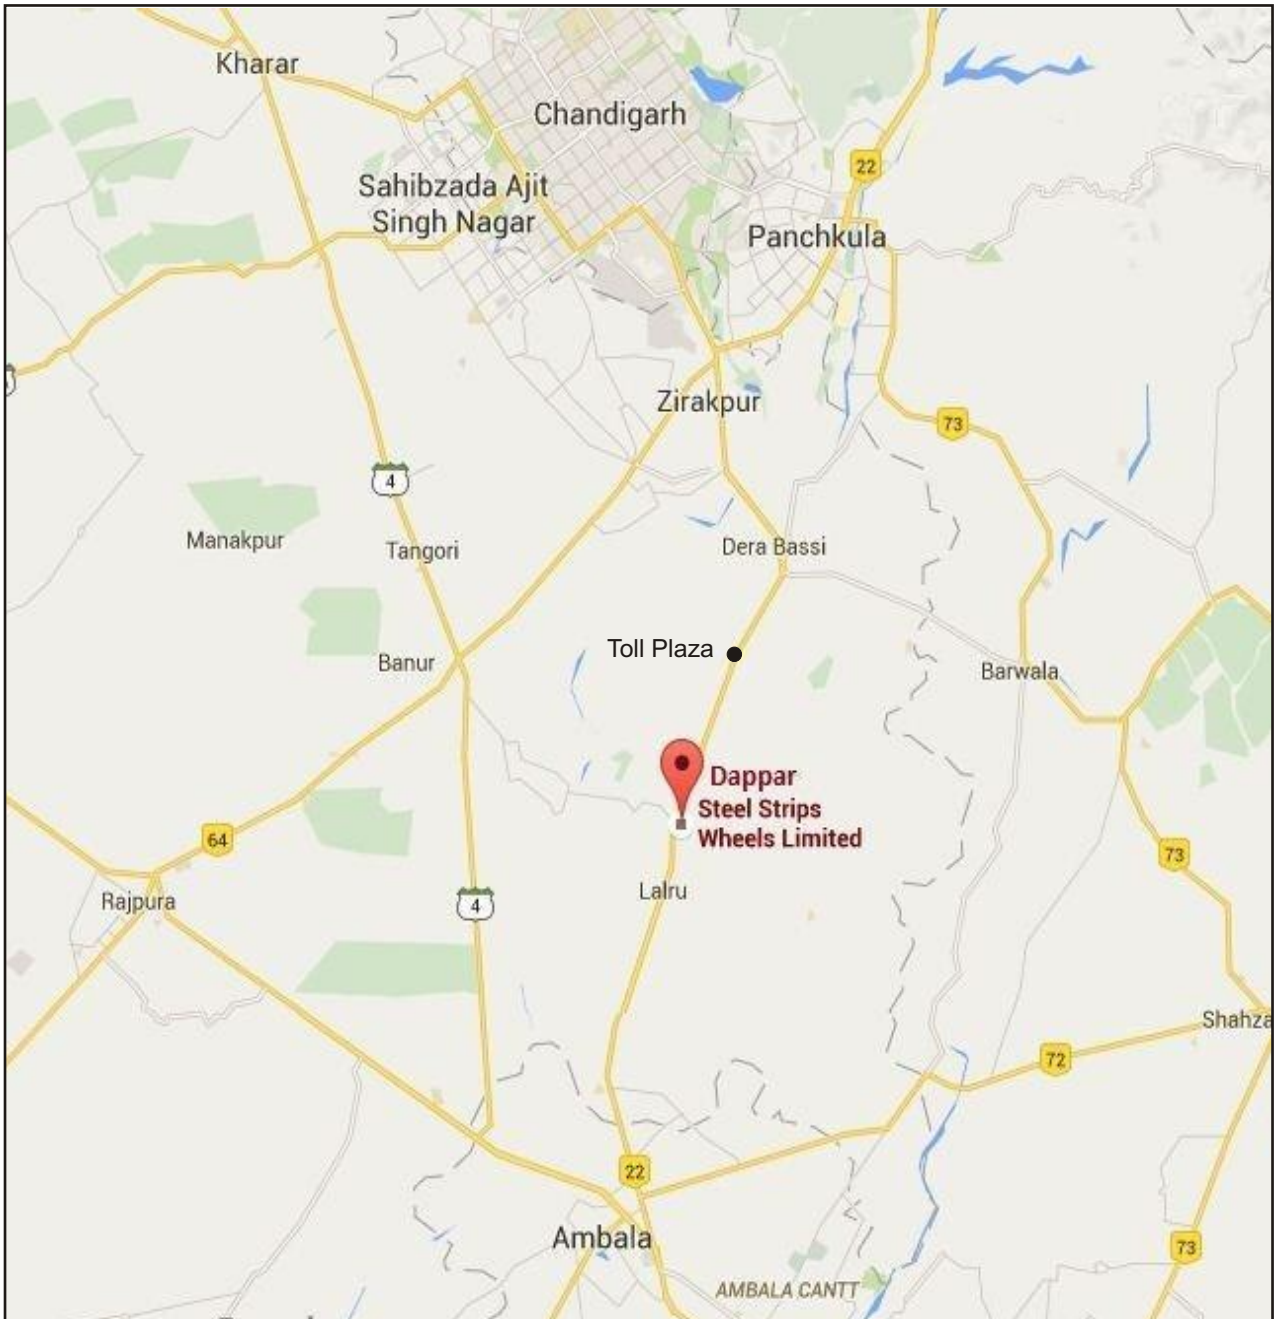 Kharar
Chandigarh
22
Sahibzada Ajit
Singh Nagar
Panchkula
Zirakpur
73
4
Manakpur
Tangori
Dera Bassi
Toll Plaza
Banur
Barwala
Dappar
Steel Strips
Wheels Limited
64
73
Lalru
Rajpura
4
Shahza
72
22
Ambala
73
AMBALA CANTT